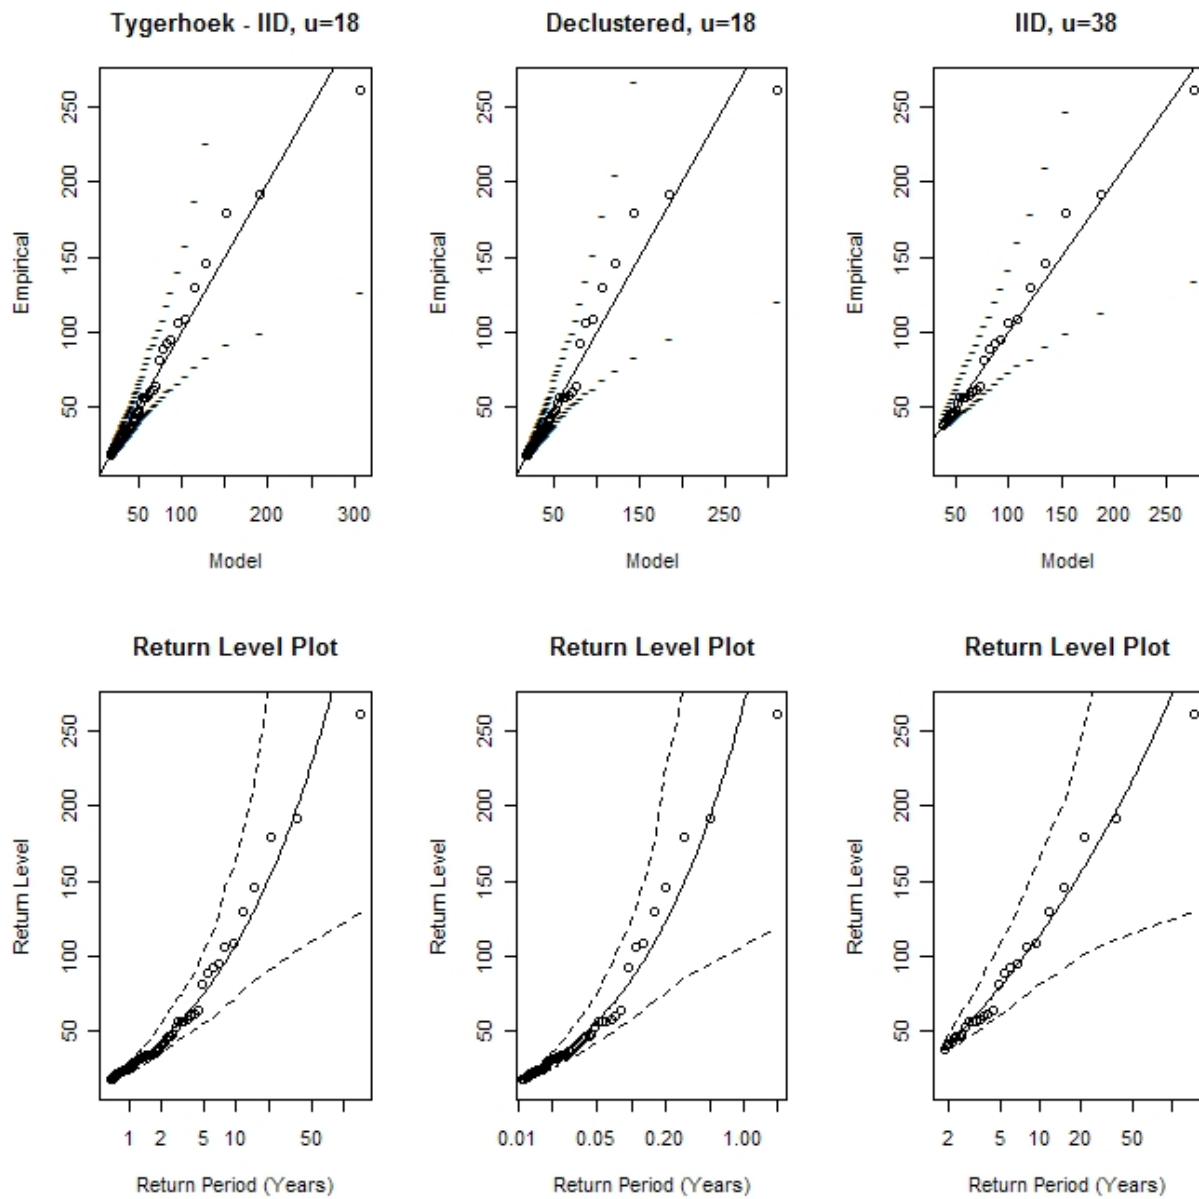 Tygerhoek - IID, u=18
Declustered, u=18
IID, u=38
Empirical
50 100 150 200 250
50 100 200 300
Model
Empirical
50 100 150 200 250
50 150 250
Model
Empirical
50 100 150 200 250
50 100 150 200 250
Model
Return Level Plot
Return Level Plot
Return Level Plot
Return Level
50 100 150 200 250
1 2 5 10 50
Return Period (Years)
Return Level
50 100 150 200 250
0.01 0.05 0.20 1.00
Return Period (Years)
Return Level
50 100 150 200 250
2 5 10 20 50
Return Period (Years)